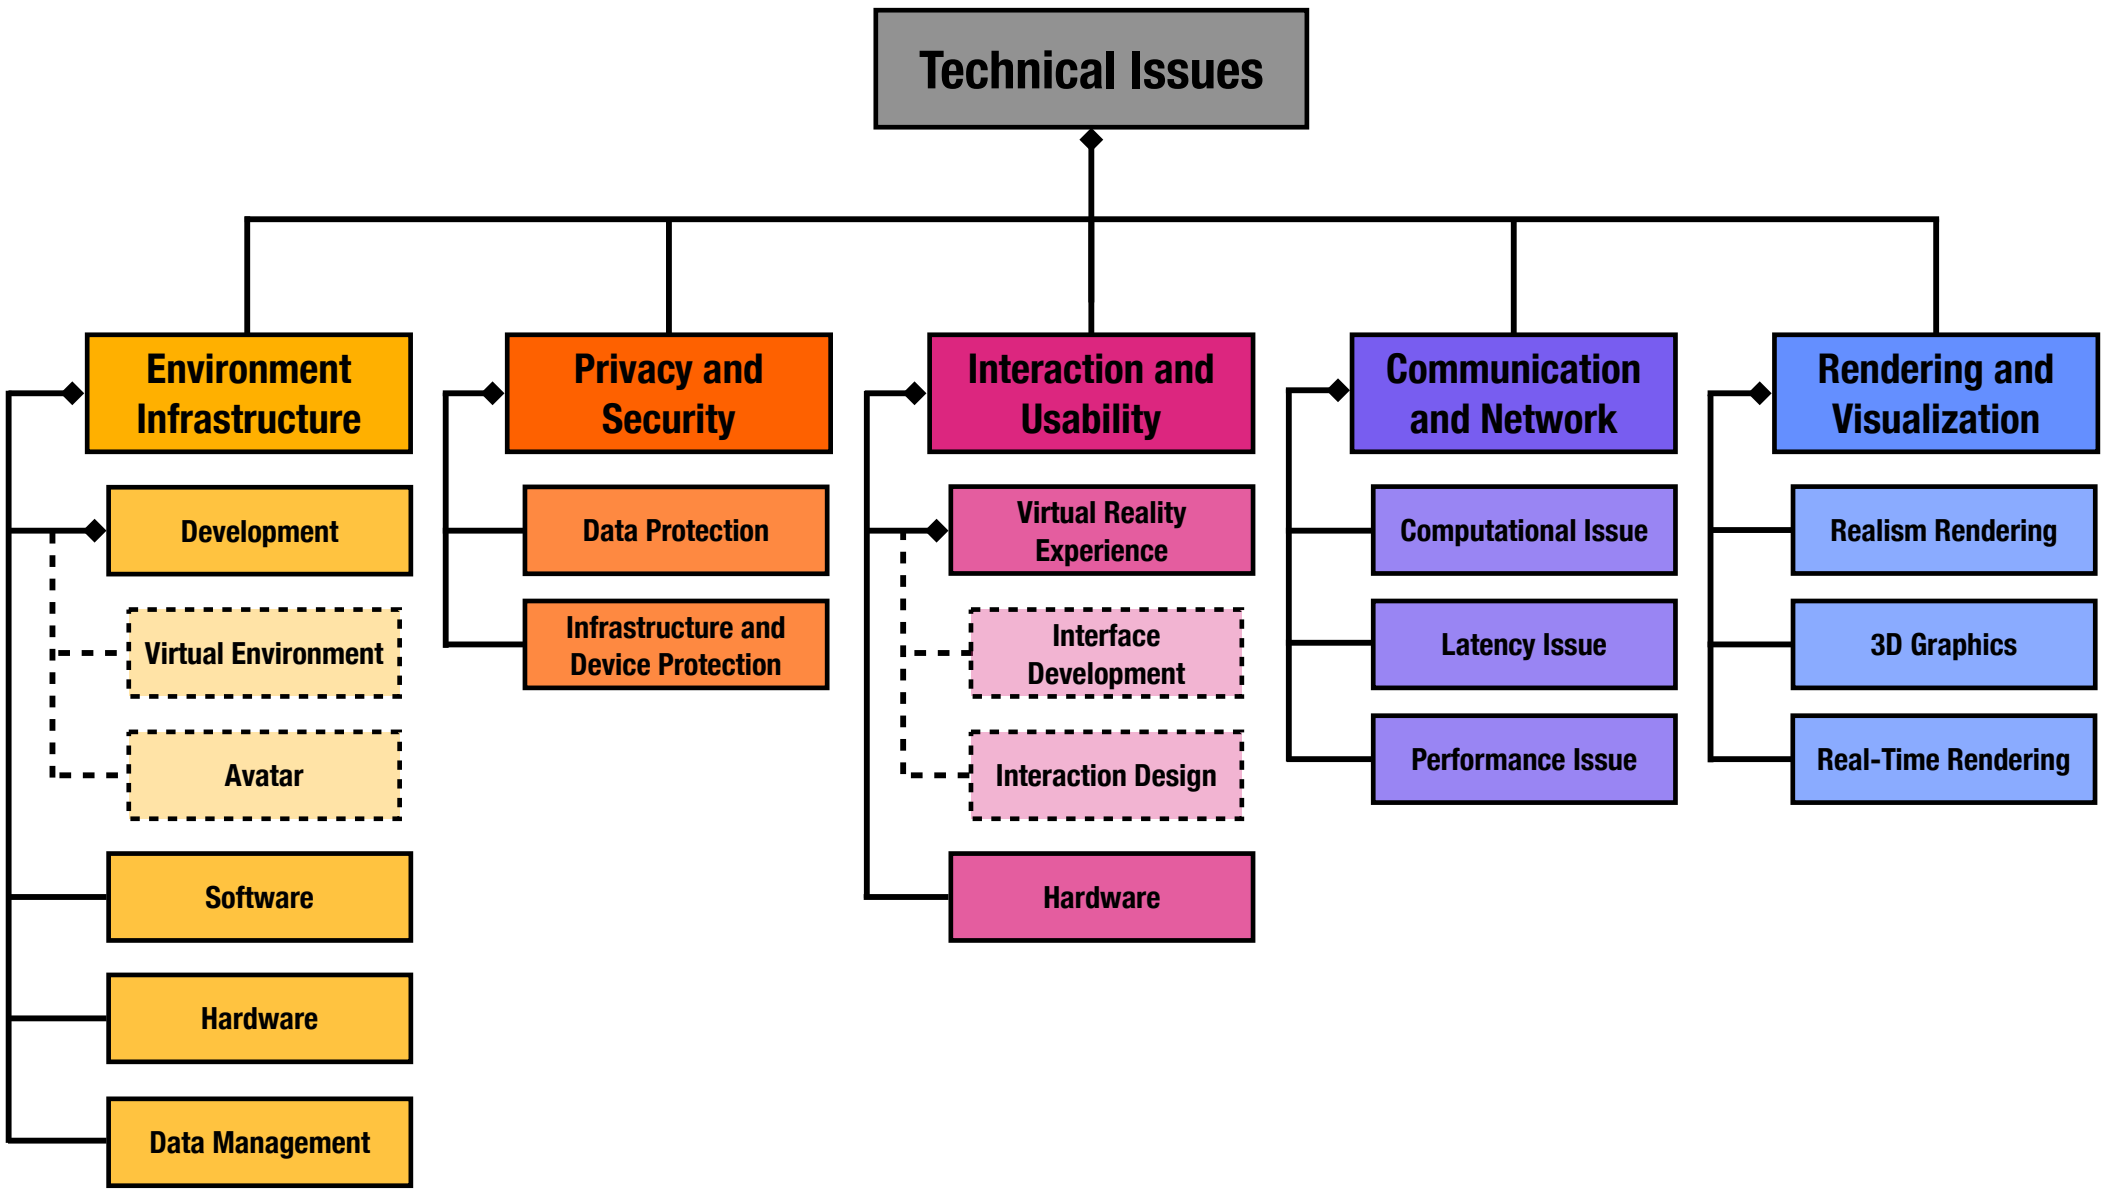 Technical Issues
Environment
Infrastructure
Development
Virtual Environment
Avatar
Software
Hardware
Data Management
Privacy and
Security
Data Protection
Infrastructure and
Device Protection
Interaction and
Usability
Virtual Reality
Experience
Interface
Development
Interaction Design
Hardware
Communication
and Network
Computational Issue
Latency Issue
Performance Issue
Rendering and
Visualization
Realism Rendering
3D Graphics
Real-Time Rendering